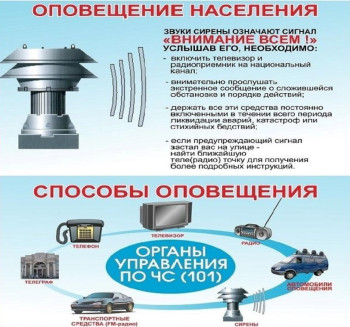 ОПОВЕЩЕНИЕ НАСЕЛЕНИЯ
ЗВУКИ СИРЕНЫ ОЗНАЧАЮТ СИГНАЛ
«ВНИМАНИЕ ВСЕМ !»
УСЛЫШАВ ЕГО, НЕОБХОДИМО:
- включить телевизор и
радиоприемник на национальный
канал;
- внимательно прослушать
экстренное сообщение о сложившейся
обстановке и порядке действий;
- держать все эти средства постоянно
включенными в течении всего периода
ликвидации аварий, катастроф или
стихийных бедствий;
- если предупреждающий сигнал
застал вас на улице -
найти ближайшую
теле(радио) точку для получения
более подробных инструкций.
СПОСОБЫ ОПОВЕЩЕНИЯ
ТЕЛЕФОН
ТЕЛЕВИЗОР
РАДИО
ОРГАНЫ
УПРАВЛЕНИЯ
ПО ЧС (101)
ТЕЛЕГРАФ
АВТОМОБИЛИ
ОПОВЕЩЕНИЯ
ТРАНСПОРТНЫЕ
СРЕДСТВА (FM-радио)
СИРЕНЫ